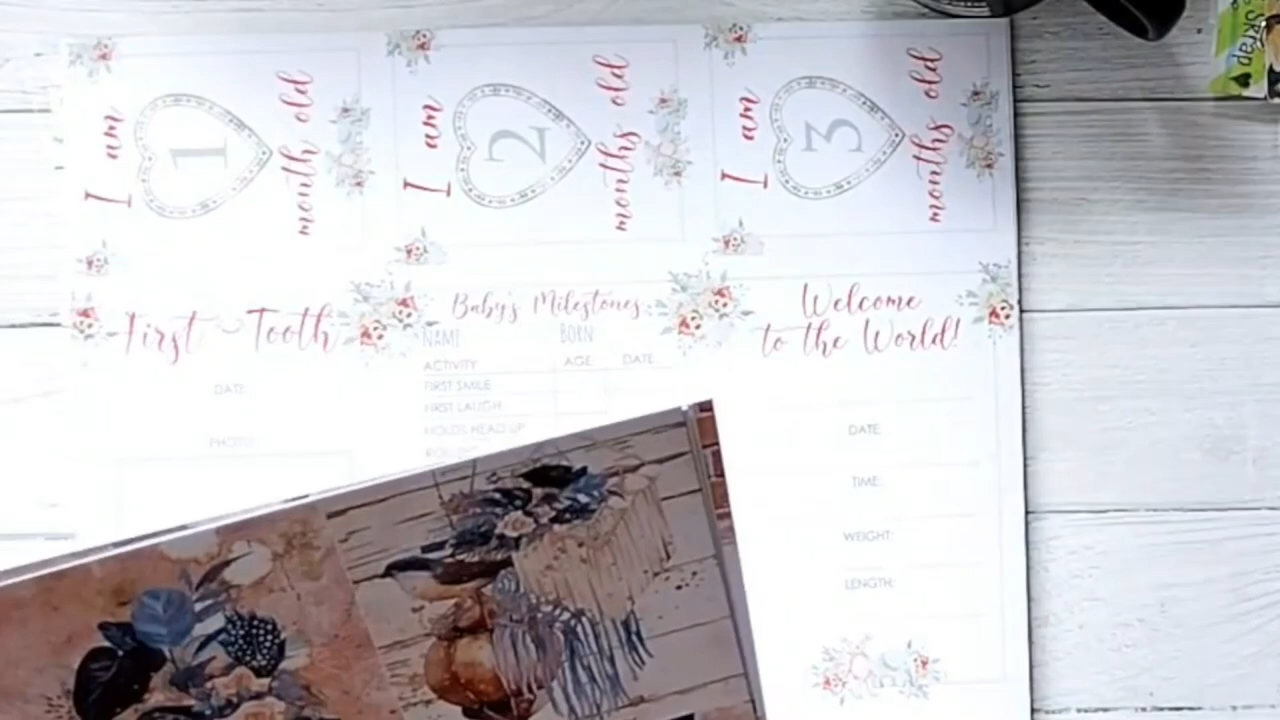 I am
1
month old
I am
2
months old
I am
3
months old
First Tooth
DATE:
PHOTO:
Baby's Milestones
NAME BORN
ACTIVITY AGE DATE
FIRST SMILE
FIRST LAUGH
HOLDS HEAD UP
Welcome
to the World!
DATE:
TIME:
WEIGHT:
LENGTH:
Skrap